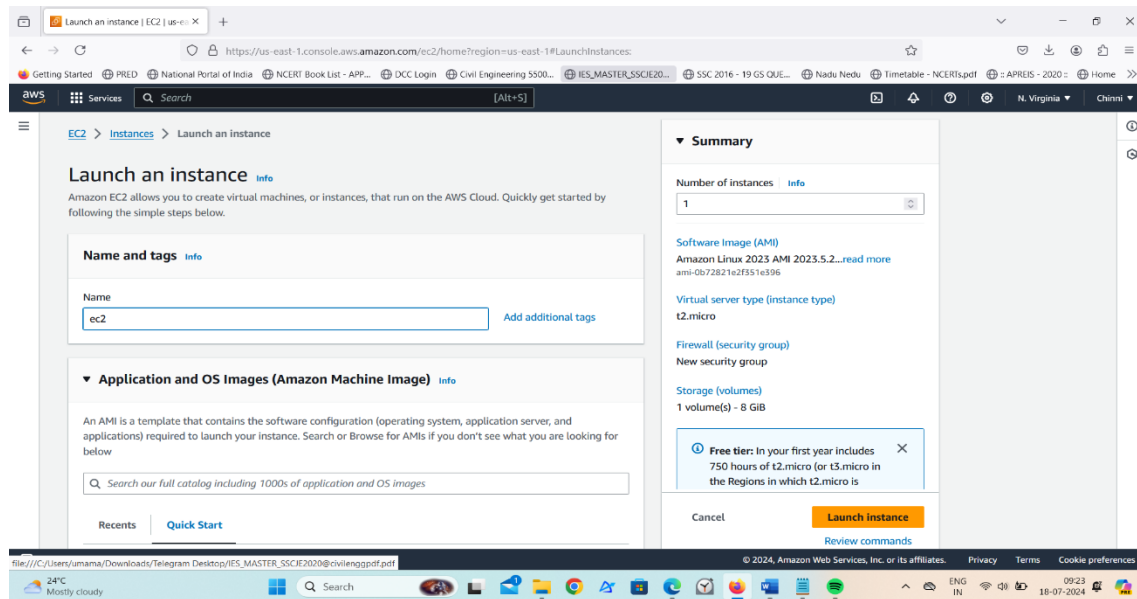 Launch an instance | EC2 | us-ea
https://us-east-1.console.aws.amazon.com/ec2/home?region=us-east-1#LaunchInstances:
Getting Started PRED National Portal of India NCERT Book List - APP... DCC Login Civil Engineering 5500... IES_MASTER_SSCJE20... SSC 2016 - 19 GS QUE... Nadu Nedu Timetable - NCERTs.pdf :: APREIS - 2020 :: Home
aws Services Search [Alt+S] N. Virginia Chinni
EC2 > Instances > Launch an instance
Launch an instance Info
Amazon EC2 allows you to create virtual machines, or instances, that run on the AWS Cloud. Quickly get started by
following the simple steps below.
Name and tags Info
Name
ec2
Add additional tags
Application and OS Images (Amazon Machine Image) Info
An AMI is a template that contains the software configuration (operating system, application server, and
applications) required to launch your instance. Search or Browse for AMIs if you don't see what you are looking for
below
Search our full catalog including 1000s of application and OS images
Recents Quick Start
Summary
Number of instances Info
1
Software Image (AMI)
Amazon Linux 2023 AMI 2023.5.2...read more
ami-0b72821e2f351e396
Virtual server type (instance type)
t2.micro
Firewall (security group)
New security group
Storage (volumes)
1 volume(s) - 8 GiB
Free tier: In your first year includes
750 hours of t2.micro (or t3.micro in
the Regions in which t2.micro is
Cancel Launch instance
Review commands
file:///C:/Users/umama/Downloads/Telegram Desktop/IES_MASTER_SSCJE2020@civilenggpdf.pdf
© 2024, Amazon Web Services, Inc. or its affiliates. Privacy Terms Cookie preferences
24°C
Mostly cloudy
Search
ENG
IN
09:23
18-07-2024